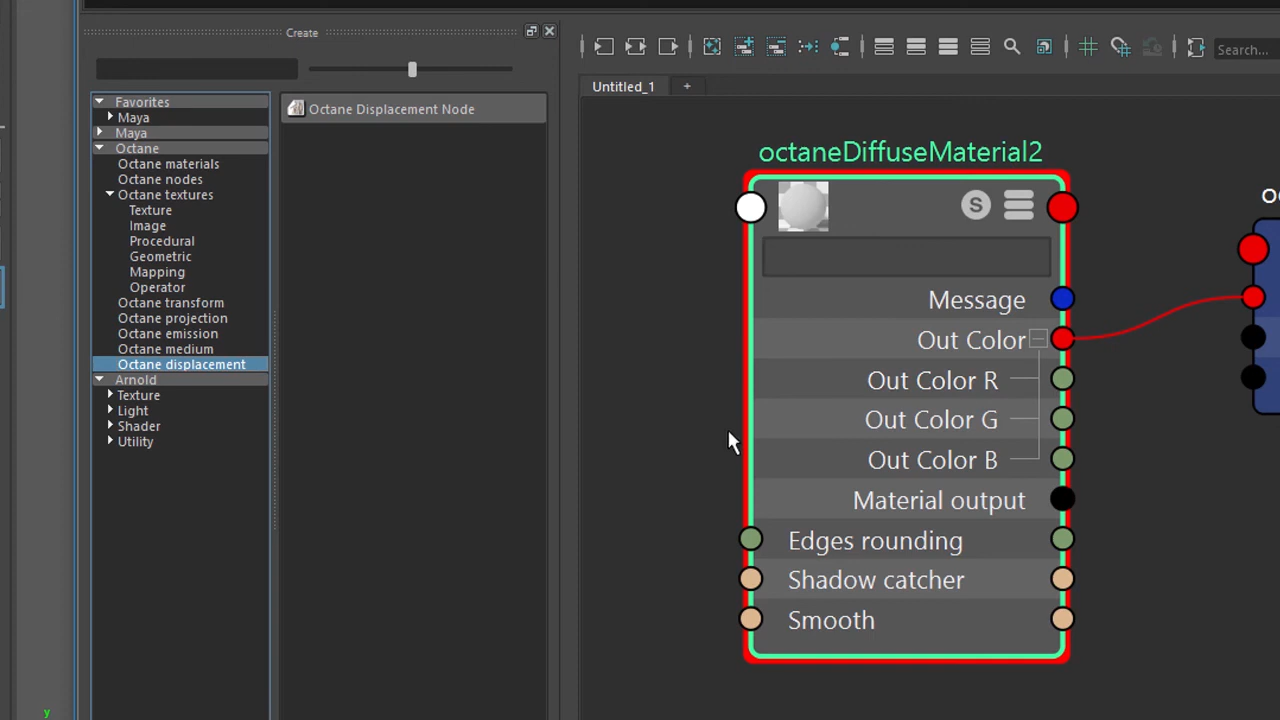 Create
Search...
Untitled_1
+
Favorites
Maya
Maya
Octane
Octane materials
Octane nodes
Octane textures
Texture
Image
Procedural
Geometric
Mapping
Operator
Octane transform
Octane projection
Octane emission
Octane medium
Octane displacement
Arnold
Texture
Light
Shader
Utility
Octane Displacement Node
octaneDiffuseMaterial2
S
Message
Out Color
Out Color R
Out Color G
Out Color B
Material output
Edges rounding
Shadow catcher
Smooth
y